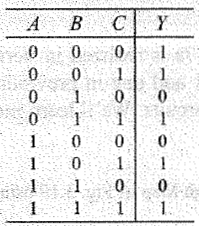 A B C Y
0 0 0
0 0 1 1
0 1 0 0
0 1 1 1
1 0 0 0
1 0 1 1
1 1 0 0
1 1 1 1